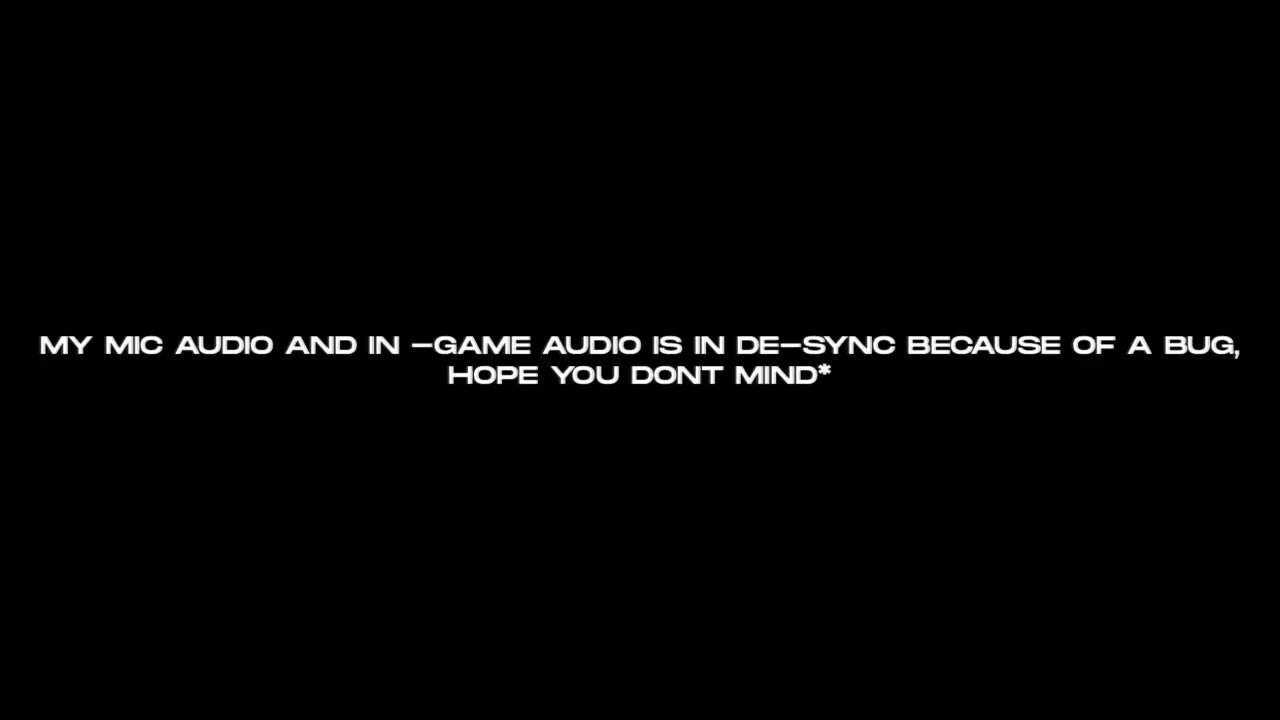 MY MIC AUDIO AND IN -GAME AUDIO IS IN DE-SYNC BECAUSE OF A BUG,
HOPE YOU DONT MIND*